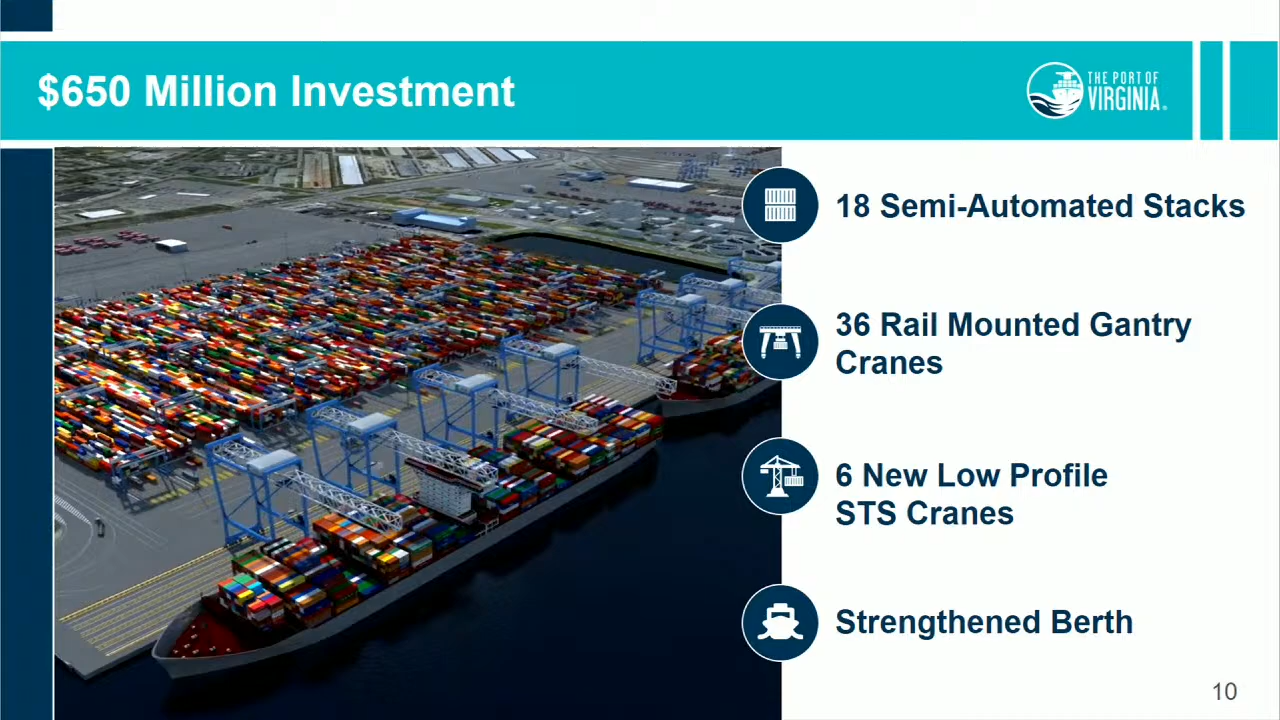 $650 Million Investment
THE PORT OF
VIRGINIA.
18 Semi-Automated Stacks
36 Rail Mounted Gantry
Cranes
6 New Low Profile
STS Cranes
Strengthened Berth
10